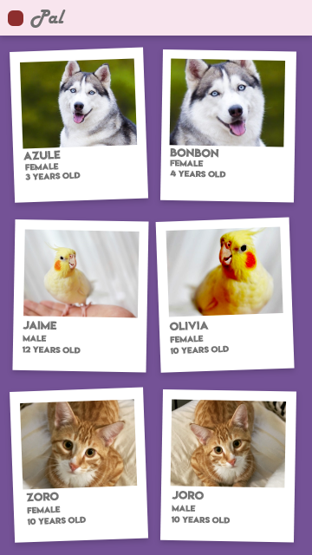 Pal
AZULE
FEMALE
3 YEARS OLD
BONBON
FEMALE
4 YEARS OLD
JAIME
MALE
12 YEARS OLD
OLIVIA
FEMALE
10 YEARS OLD
ZORO
FEMALE
10 YEARS OLD
JORO
MALE
10 YEARS OLD